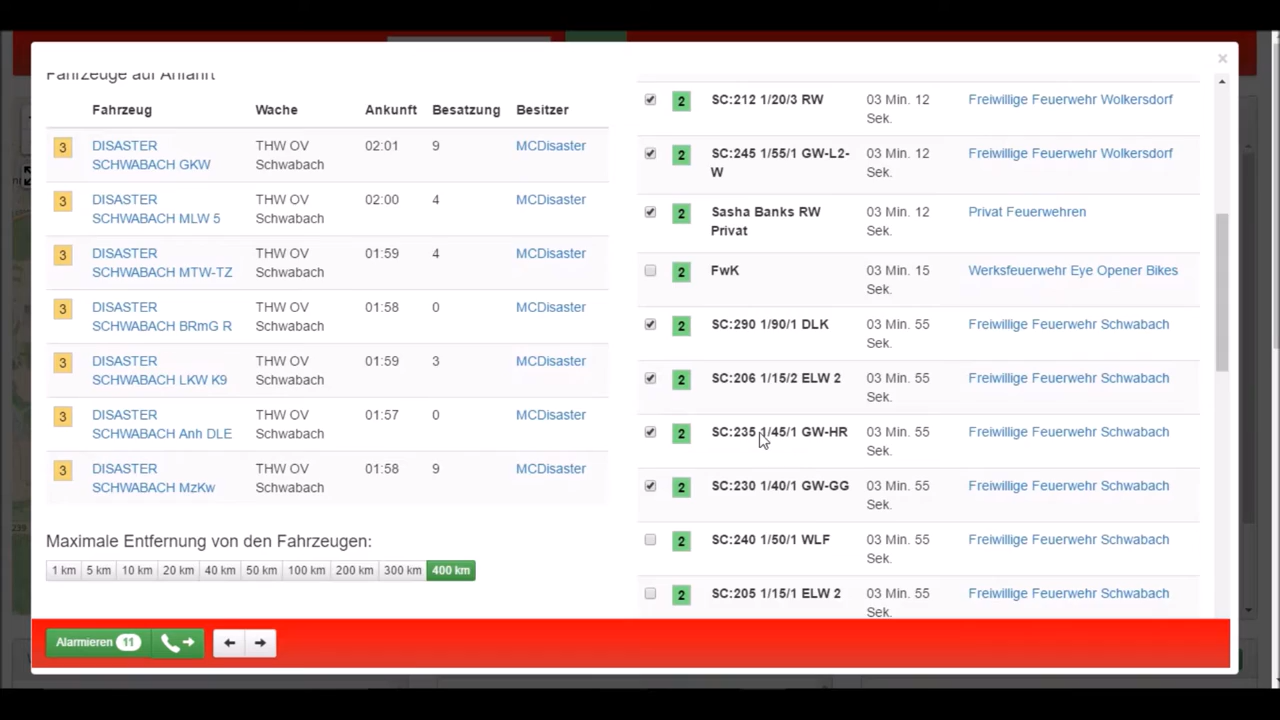 ×
Fahrzeuge auf Anfahrt
Fahrzeug Wache Ankunft Besatzung Besitzer
3 DISASTER SCHWABACH GKW THW OV Schwabach 02:01 9 MCDisaster
3 DISASTER SCHWABACH MLW 5 THW OV Schwabach 02:00 4 MCDisaster
3 DISASTER SCHWABACH MTW-TZ THW OV Schwabach 01:59 4 MCDisaster
3 DISASTER SCHWABACH BRmG R THW OV Schwabach 01:58 0 MCDisaster
3 DISASTER SCHWABACH LKW K9 THW OV Schwabach 01:59 3 MCDisaster
3 DISASTER SCHWABACH Anh DLE THW OV Schwabach 01:57 0 MCDisaster
3 DISASTER SCHWABACH MzKw THW OV Schwabach 01:58 9 MCDisaster
Maximale Entfernung von den Fahrzeugen:
1 km 5 km 10 km 20 km 40 km 50 km 100 km 200 km 300 km 400 km
2 SC:212 1/20/3 RW 03 Min. 12 Sek. Freiwillige Feuerwehr Wolkersdorf
2 SC:245 1/55/1 GW-L2-W 03 Min. 12 Sek. Freiwillige Feuerwehr Wolkersdorf
2 Sasha Banks RW Privat 03 Min. 12 Sek. Privat Feuerwehren
2 FwK 03 Min. 15 Sek. Werksfeuerwehr Eye Opener Bikes
2 SC:290 1/90/1 DLK 03 Min. 55 Sek. Freiwillige Feuerwehr Schwabach
2 SC:206 1/15/2 ELW 2 03 Min. 55 Sek. Freiwillige Feuerwehr Schwabach
2 SC:235 1/45/1 GW-HR 03 Min. 55 Sek. Freiwillige Feuerwehr Schwabach
2 SC:230 1/40/1 GW-GG 03 Min. 55 Sek. Freiwillige Feuerwehr Schwabach
2 SC:240 1/50/1 WLF 03 Min. 55 Sek. Freiwillige Feuerwehr Schwabach
2 SC:205 1/15/1 ELW 2 03 Min. 55 Sek. Freiwillige Feuerwehr Schwabach
Alarmieren 11